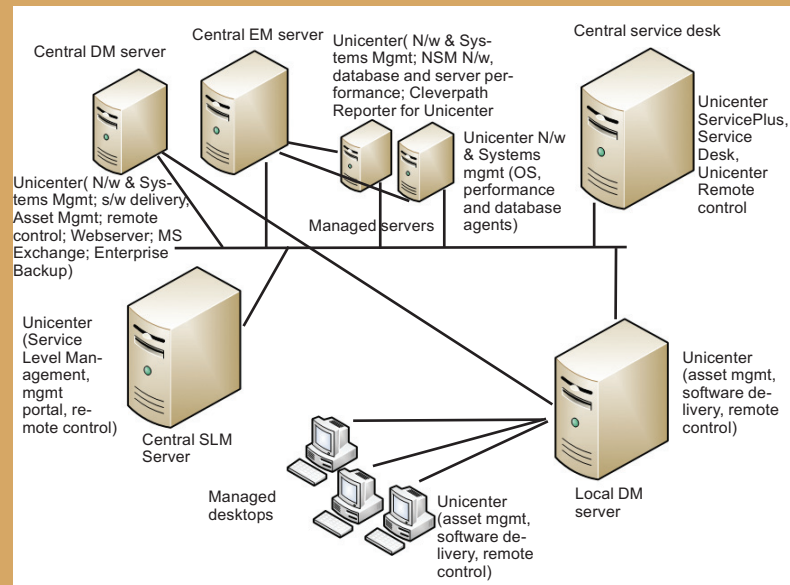 Central DM server
Central EM server
Unicenter( N/w & Sys-
tems Mgmt; NSM N/w,
database and server per-
formance; Cleverpath
Reporter for Unicenter
Central service desk
Unicenter
ServicePlus,
Service
Desk,
Unicenter
Remote
control
Unicenter N/w
& Systems
mgmt (OS,
performance
and database
agents)
Managed servers
Unicenter( N/w & Sys-
tems Mgmt; s/w delivery,
Asset Mgmt; remote
control; Webserver; MS
Exchange; Enterprise
Backup)
Unicenter
(Service
Level Man-
agement,
mgmt
portal, re-
mote control)
Central SLM
Server
Unicenter
(asset mgmt,
software de-
livery, remote
control)
Local DM
server
Managed
desktops
Unicenter
(asset mgmt,
software de-
livery, remote
control)